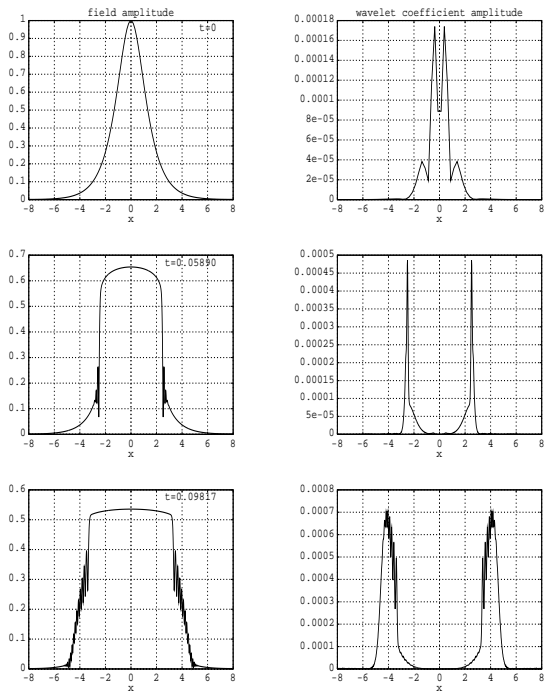 field amplitude
t=0
1
0.9
0.8
0.7
0.6
0.5
0.4
0.3
0.2
0.1
0
-8 -6 -4 -2 0 2 4 6 8
x
wavelet coefficient amplitude
0.00018
0.00016
0.00014
0.00012
0.0001
8e-05
6e-05
4e-05
2e-05
0
-8 -6 -4 -2 0 2 4 6 8
x
t=0.05890
0.7
0.6
0.5
0.4
0.3
0.2
0.1
0
-8 -6 -4 -2 0 2 4 6 8
x
0.0005
0.00045
0.0004
0.00035
0.0003
0.00025
0.0002
0.00015
0.0001
5e-05
0
-8 -6 -4 -2 0 2 4 6 8
x
t=0.09817
0.6
0.5
0.4
0.3
0.2
0.1
0
-8 -6 -4 -2 0 2 4 6 8
x
0.0008
0.0007
0.0006
0.0005
0.0004
0.0003
0.0002
0.0001
0
-8 -6 -4 -2 0 2 4 6 8
x